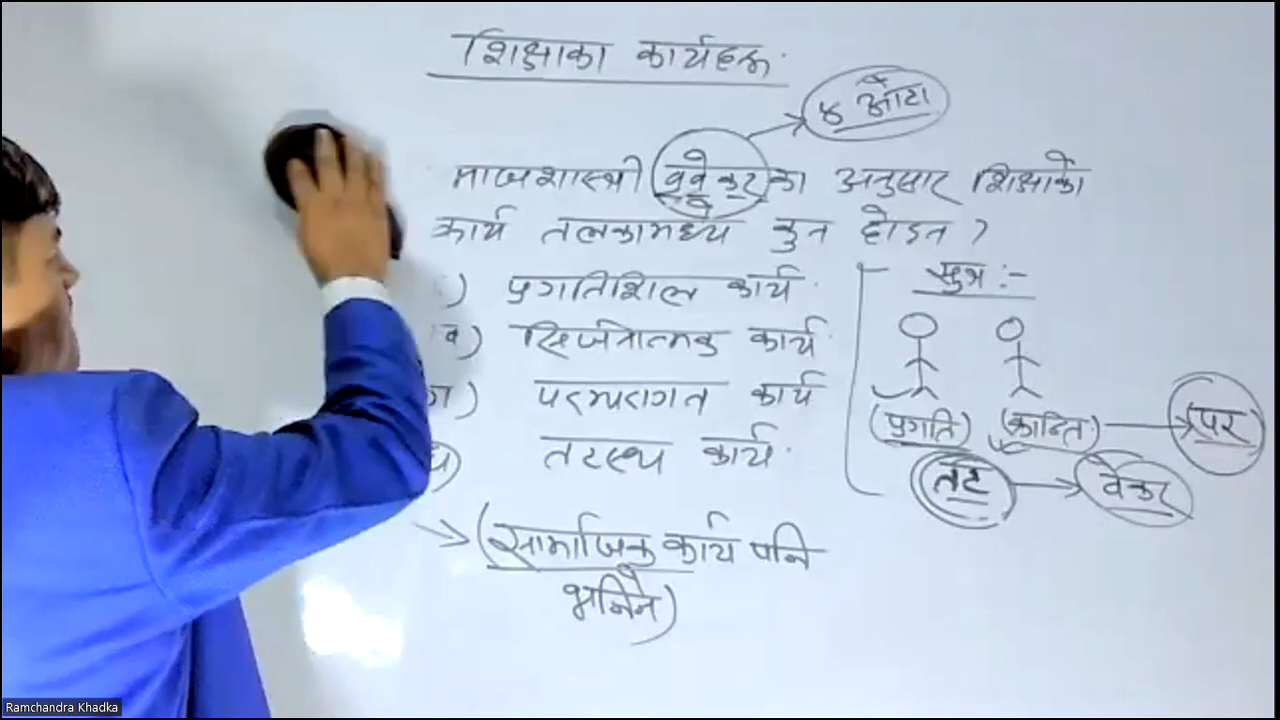 शिक्षाका कार्यहरू
४ ओटा
माजशास्त्री व्रुवेकरका अनुसार शिक्षाको
कार्य तलकामध्ये कुन होइन ?
) प्रगतिशिल कार्य
ख) सिर्जनात्मक कार्य
ग) परम्परागत कार्य
घ) तटस्थ कार्य
(सामाजिक कार्य पनि
भनिने)
सुत्र :-
(प्रगति) (कान्ति) → पर
तट → वेकर
Ramchandra Khadka